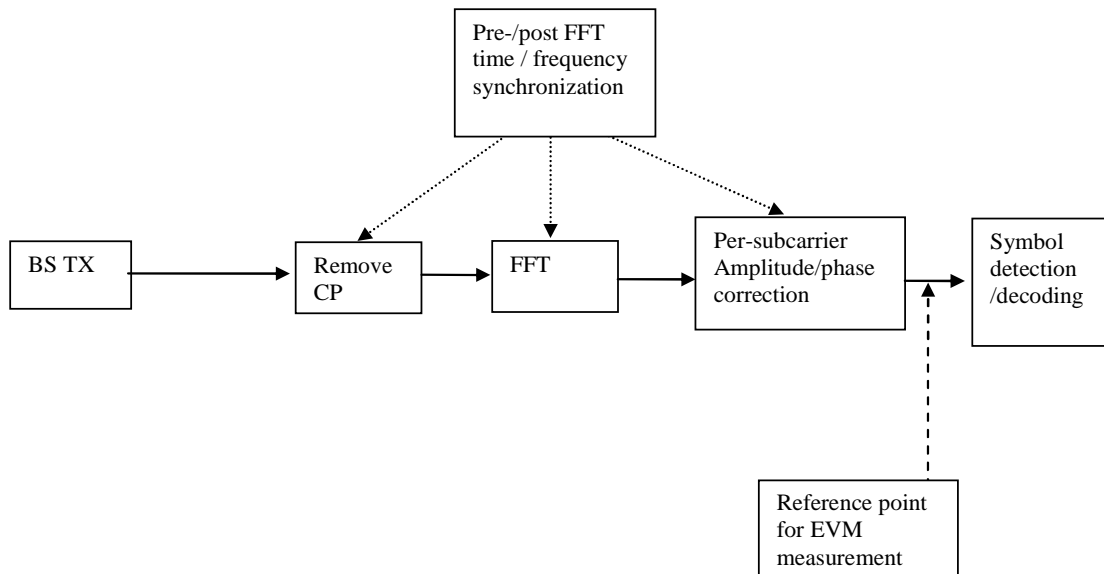 Pre-/post FFT
time / frequency
synchronization
BS TX
Remove
CP
FFT
Per-subcarrier
Amplitude/phase
correction
Symbol
detection
/decoding
Reference point
for EVM
measurement